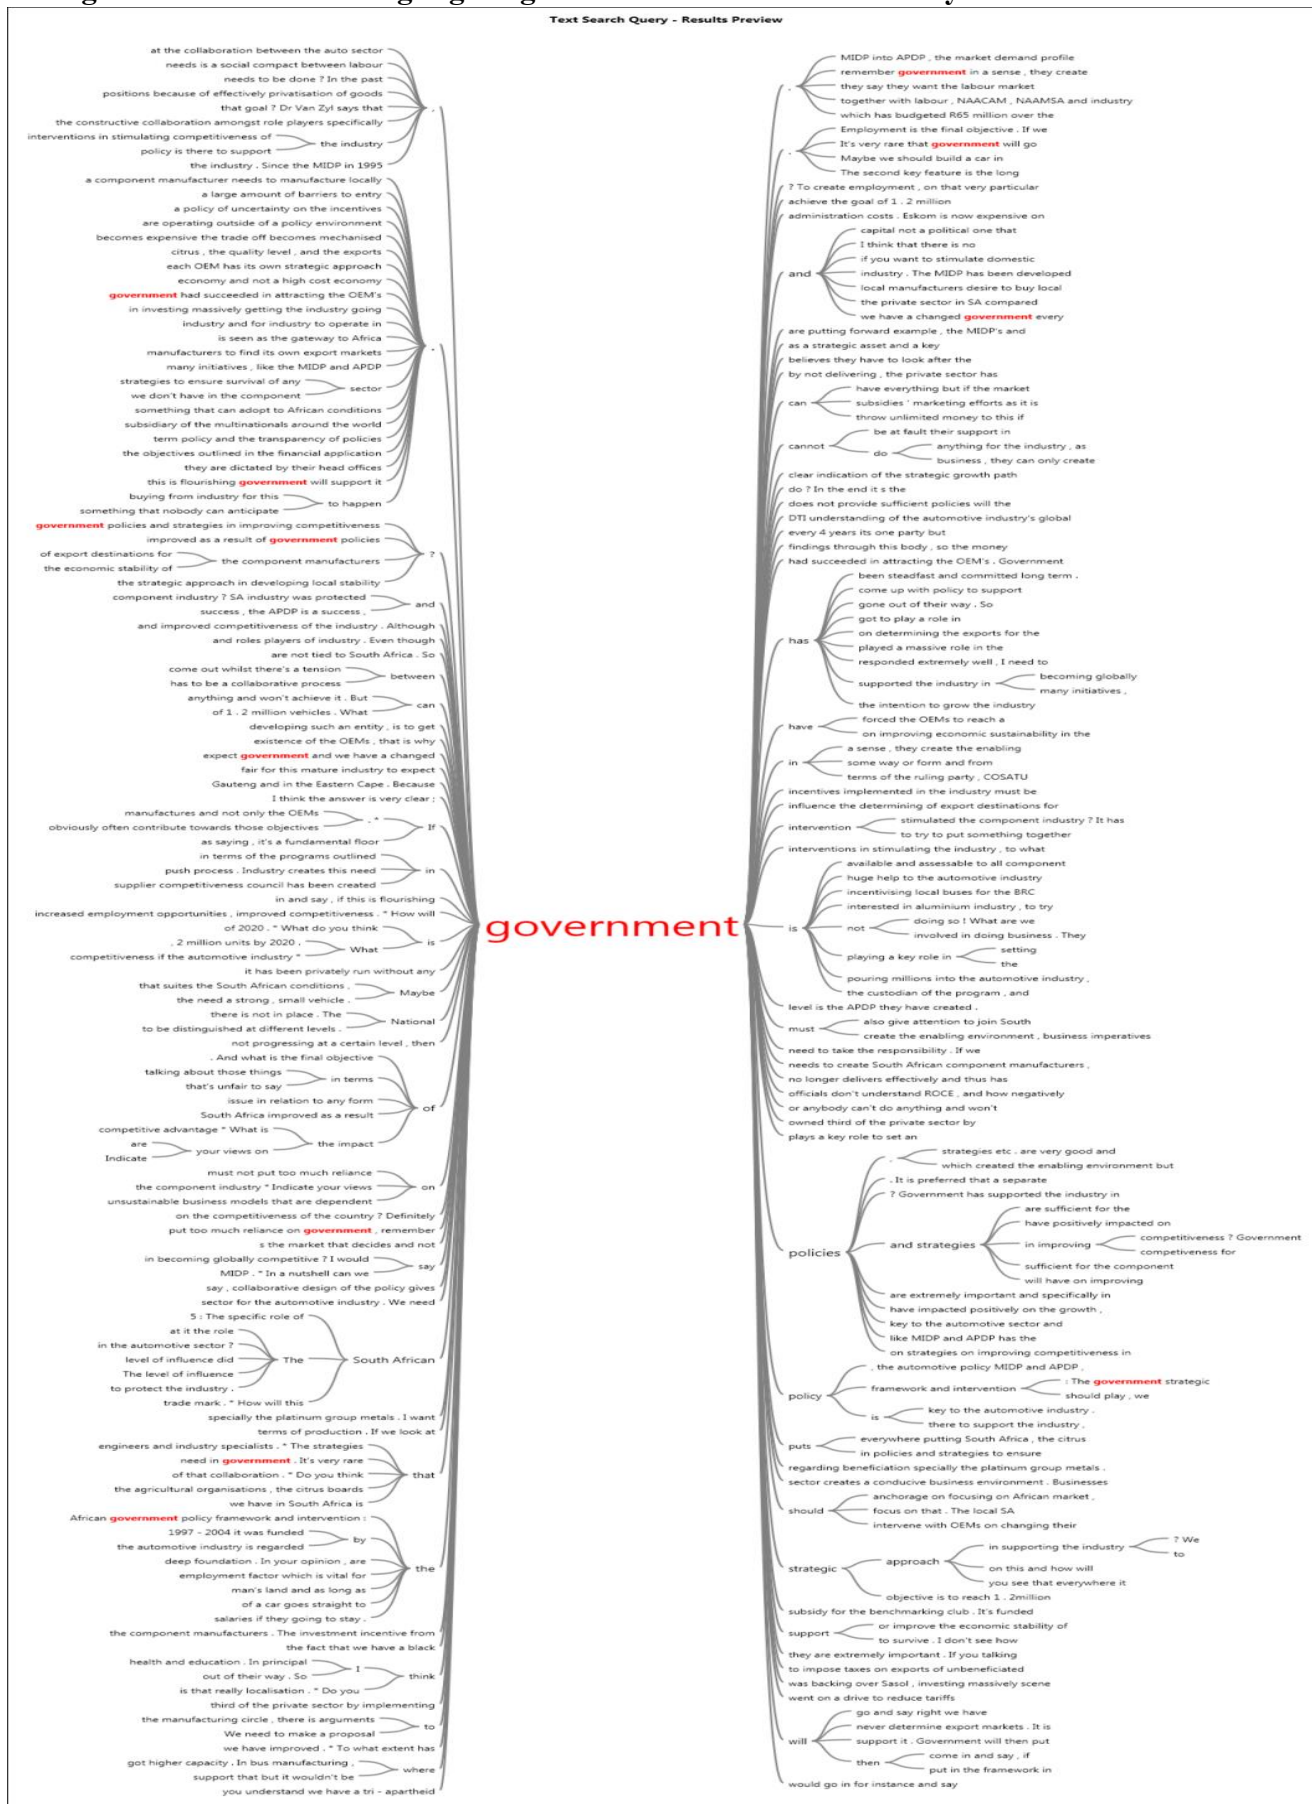 Text Search Query - Results Preview
at the collaboration between the auto sector
needs is a social compact between labour
needs to be done ? In the past
positions because of effectively privatisation of goods
that goal ? Dr Van Zyl says that
the constructive collaboration amongst role players specifically
interventions in stimulating competitiveness of
policy is there to support
the industry
the industry . Since the MIDP in 1995
.
a component manufacturer needs to manufacture locally
a large amount of barriers to entry
a policy of uncertainty on the incentives
are operating outside of a policy environment
becomes expensive the trade off becomes mechanised
citrus , the quality level , and the exports
each OEM has its own strategic approach
economy and not a high cost economy
government had succeeded in attracting the OEM's
in investing massively getting the industry going
industry and for industry to operate in
is seen as the gateway to Africa
manufacturers to find its own export markets
many initiatives , like the MIDP and APDP
strategies to ensure survival of any
we don't have in the component
sector
something that can adopt to African conditions
subsidiary of the multinationals around the world
term policy and the transparency of policies
the objectives outlined in the financial application
they are dictated by their head offices
this is flourishing government will support it
buying from industry for this
something that nobody can anticipate
to happen
.
government policies and strategies in improving competitiveness
improved as a result of government policies
of export destinations for
the economic stability of
the component manufacturers
the strategic approach in developing local stability
?
component industry ? SA industry was protected
success , the APDP is a success ,
and
and improved competitiveness of the industry . Although
and roles players of industry . Even though
are not tied to South Africa . So
come out whilst there's a tension
has to be a collaborative process
between
anything and won't achieve it . But
of 1 . 2 million vehicles . What
can
developing such an entity , is to get
existence of the OEMs , that is why
expect government and we have a changed
fair for this mature industry to expect
Gauteng and in the Eastern Cape . Because
I think the answer is very clear ;
manufactures and not only the OEMs
obviously often contribute towards those objectives
. *
as saying , it's a fundamental floor
If
in terms of the programs outlined
push process . Industry creates this need
supplier competitiveness council has been created
in
in and say , if this is flourishing
increased employment opportunities , improved competitiveness . * How will
of 2020 . * What do you think
, 2 million units by 2020 .
competitiveness if the automotive industry *
What
is
it has been privately run without any
that suites the South African conditions ,
the need a strong , small vehicle .
Maybe
there is not in place . The
to be distinguished at different levels .
National
not progressing at a certain level , then
. And what is the final objective
talking about those things
that's unfair to say
in terms
issue in relation to any form
South Africa improved as a result
competitive advantage * What is
are
Indicate
your views on
the impact
of
must not put too much reliance
the component industry * Indicate your views
unsustainable business models that are dependent
on
on the competitiveness of the country ? Definitely
put too much reliance on government , remember
s the market that decides and not
in becoming globally competitive ? I would
MIDP . * In a nutshell can we
say
say , collaborative design of the policy gives
sector for the automotive industry . We need
5 : The specific role of
at it the role
in the automotive sector ?
level of influence did
The level of influence
to protect the industry .
The
trade mark . * How will this
South African
specially the platinum group metals . I want
terms of production . If we look at
engineers and industry specialists . * The strategies
need in government . It's very rare
of that collaboration . * Do you think
the agricultural organisations , the citrus boards
we have in South Africa is
that
African government policy framework and intervention :
1997 - 2004 it was funded
the automotive industry is regarded
by
deep foundation . In your opinion , are
employment factor which is vital for
man's land and as long as
of a car goes straight to
salaries if they going to stay .
the
the component manufacturers . The investment incentive from
the fact that we have a black
health and education . In principal
out of their way . So
I
is that really localisation . * Do you
think
third of the private sector by implementing
the manufacturing circle , there is arguments
We need to make a proposal
to
we have improved . * To what extent has
got higher capacity . In bus manufacturing ,
support that but it wouldn't be
where
you understand we have a tri - apartheid
government
MIDP into APDP , the market demand profile
remember government in a sense , they create
they say they want the labour market
together with labour , NAACAM , NAAMSA and industry
which has budgeted R65 million over the
,
Employment is the final objective . If we
It's very rare that government will go
Maybe we should build a car in
The second key feature is the long
.
? To create employment , on that very particular
achieve the goal of 1 . 2 million
administration costs . Eskom is now expensive on
and
capital not a political one that
I think that there is no
if you want to stimulate domestic
industry . The MIDP has been developed
local manufacturers desire to buy local
the private sector in SA compared
we have a changed government every
are putting forward example , the MIDP's and
as a strategic asset and a key
believes they have to look after the
by not delivering , the private sector has
can
have everything but if the market
subsidies ' marketing efforts as it is
throw unlimited money to this if
cannot
be at fault their support in
do
anything for the industry , as
business , they can only create
clear indication of the strategic growth path
do ? In the end it s the
does not provide sufficient policies will the
DTI understanding of the automotive industry's global
every 4 years its one party but
findings through this body , so the money
had succeeded in attracting the OEM's . Government
has
been steadfast and committed long term .
come up with policy to support
gone out of their way . So
got to play a role in
on determining the exports for the
played a massive role in the
responded extremely well , I need to
supported the industry in
becoming globally
many initiatives ,
the intention to grow the industry
have
forced the OEMs to reach a
on improving economic sustainability in the
in
a sense , they create the enabling
some way or form and from
terms of the ruling party , COSATU
incentives implemented in the industry must be
influence the determining of export destinations for
intervention
stimulated the component industry ? It has
to try to put something together
interventions in stimulating the industry , to what
is
available and assessable to all component
huge help to the automotive industry
incentivising local buses for the BRC
interested in aluminium industry , to try
not
doing so ! What are we
involved in doing business . They
playing a key role in
setting
the
pouring millions into the automotive industry ,
the custodian of the program , and
level is the APDP they have created .
must
also give attention to join South
create the enabling environment , business imperatives
need to take the responsibility . If we
needs to create South African component manufacturers ,
no longer delivers effectively and thus has
officials don't understand ROCE , and how negatively
or anybody can't do anything and won't
owned third of the private sector by
plays a key role to set an
policies
,
strategies etc . are very good and
which created the enabling environment but
. It is preferred that a separate
? Government has supported the industry in
and strategies
are sufficient for the
have positively impacted on
in improving
competitiveness ? Government
competiveness for
sufficient for the component
will have on improving
are extremely important and specifically in
have impacted positively on the growth ,
key to the automotive sector and
like MIDP and APDP has the
on strategies on improving competitiveness in
policy
, the automotive policy MIDP and APDP ,
framework and intervention
: The government strategic
should play , we
is
key to the automotive industry .
there to support the industry ,
puts
everywhere putting South Africa , the citrus
in policies and strategies to ensure
regarding beneficiation specially the platinum group metals .
sector creates a conducive business environment . Businesses
should
anchorage on focusing on African market ,
focus on that . The local SA
intervene with OEMs on changing their
strategic
approach
in supporting the industry
? We
to
on this and how will
you see that everywhere it
objective is to reach 1 . 2million
subsidy for the benchmarking club . It's funded
support
or improve the economic stability of
to survive . I don't see how
they are extremely important . If you talking
to impose taxes on exports of unbeneficiated
was backing over Sasol , investing massively scene
went on a drive to reduce tariffs
will
go and say right we have
never determine export markets . It is
support it . Government will then put
then
come in and say , if
put in the framework in
would go in for instance and say